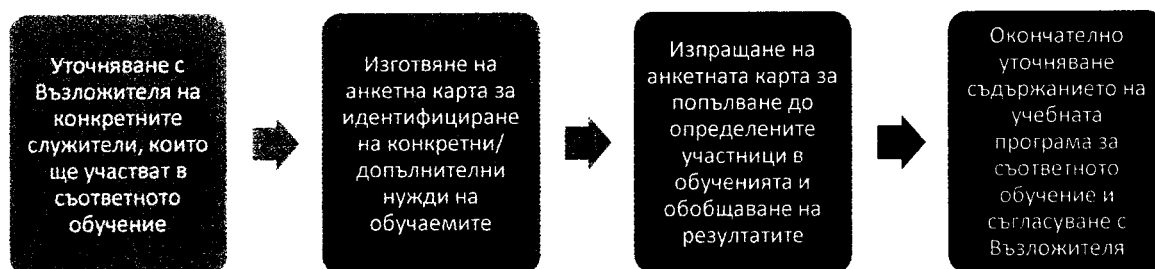 Уточняване с
Възложителя на
конкретните
служители, които
ще участват в
съответното
обучение
Изготвяне на
анкетна карта за
идентифициране
на конкретни/
допълнителни
нужди на
обучаемите
Изпращане на
анкетната карта за
попълване до
определените
участници в
обученията и
обобщаване на
резултатите
Окончателно
уточняване
съдържанието на
учебната
програма за
съответното
обучение и
съгласуване с
Възложителя